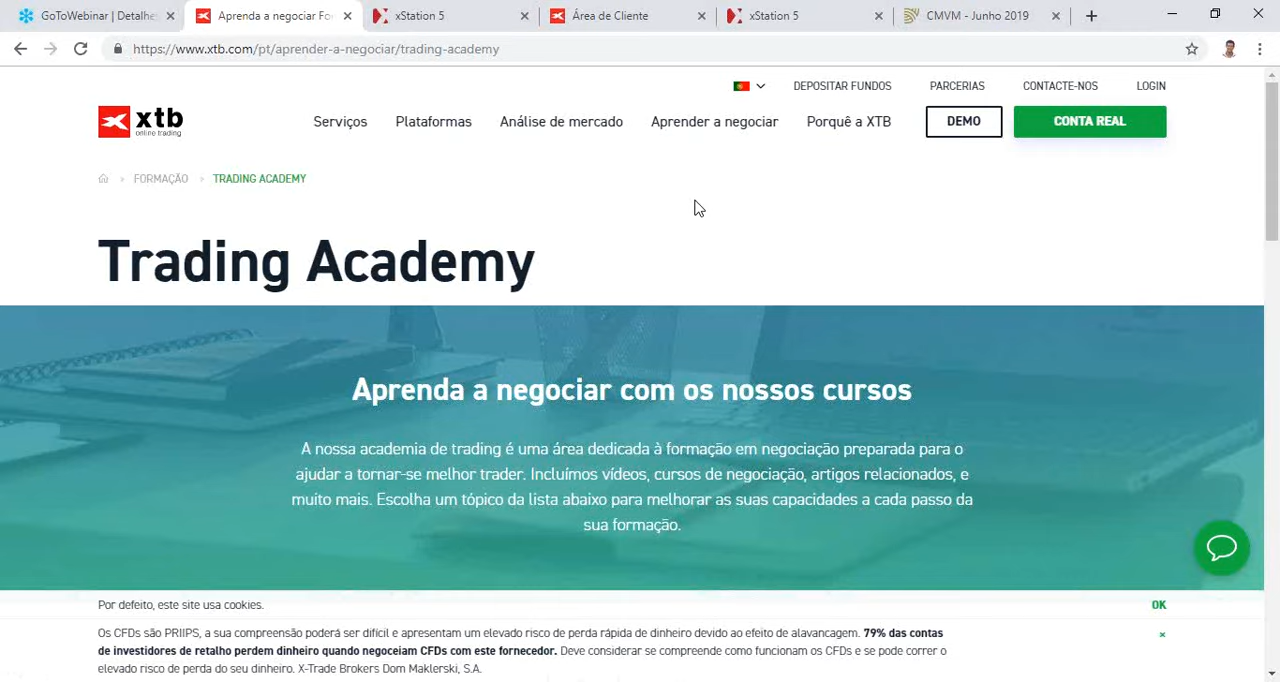 GoToWebinar | Detalhes
Aprenda a negociar Fo
xStation 5
Área de Cliente
xStation 5
CMVM - Junho 2019
https://www.xtb.com/pt/aprender-a-negociar/trading-academy
DEPOSITAR FUNDOS PARCERIAS CONTACTE-NOS LOGIN
xtb
online trading
Serviços Plataformas Análise de mercado Aprender a negociar Porquê a XTB DEMO CONTA REAL
FORMAÇÃO > TRADING ACADEMY
Trading Academy
Aprenda a negociar com os nossos cursos
A nossa academia de trading é uma área dedicada à formação em negociação preparada para o
ajudar a tornar-se melhor trader. Incluímos vídeos, cursos de negociação, artigos relacionados, e
muito mais. Escolha um tópico da lista abaixo para melhorar as suas capacidades a cada passo da
sua formação.
Por defeito, este site usa cookies. OK
Os CFDs são PRIIPS, a sua compreensão poderá ser difícil e apresentam um elevado risco de perda rápida de dinheiro devido ao efeito de alavancagem. 79% das contas
de investidores de retalho perdem dinheiro quando negoceiam CFDs com este fornecedor. Deve considerar se compreende como funcionam os CFDs e se pode correr o
elevado risco de perda do seu dinheiro. X-Trade Brokers Dom Maklerski, S.A.